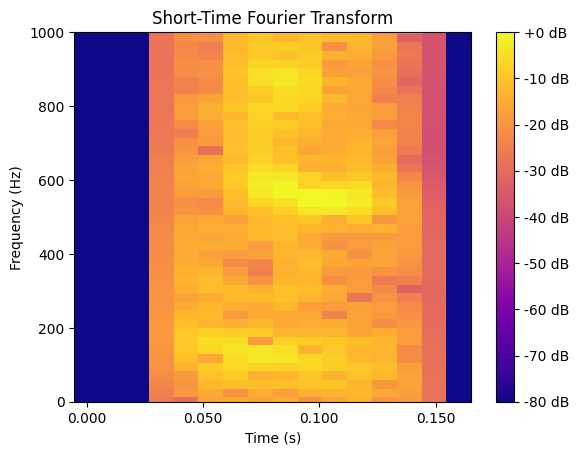 Short-Time Fourier Transform
1000
800
600
400
200
0
Frequency (Hz)
0.000
0.050
0.100
0.150
Time (s)
+0 dB
-10 dB
-20 dB
-30 dB
-40 dB
-50 dB
-60 dB
-70 dB
-80 dB